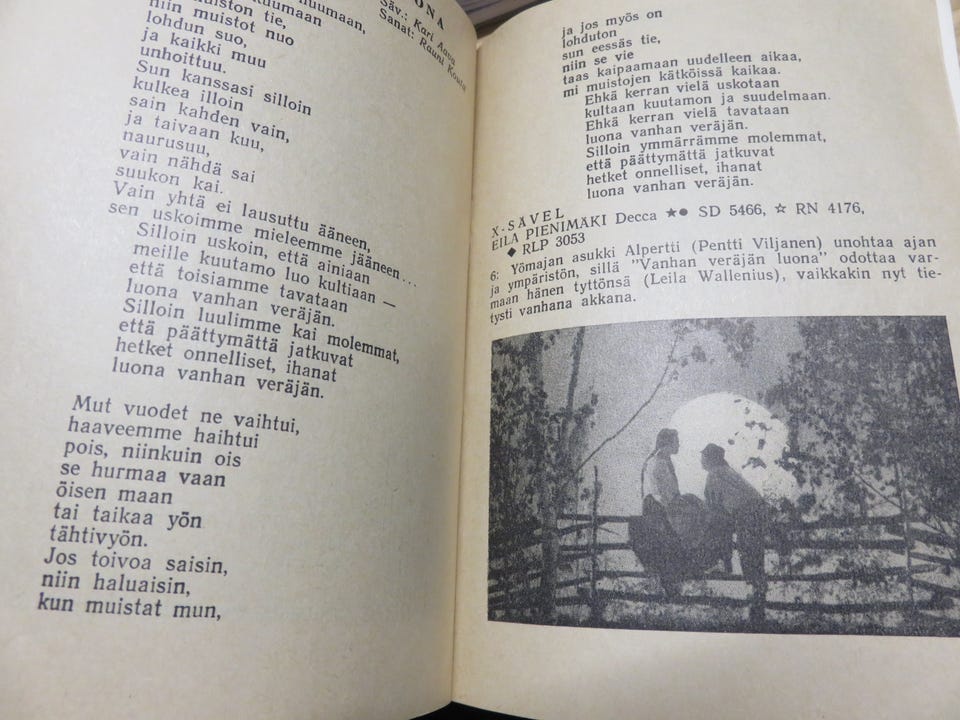 ONA
Säv.: Kari Aava
Sanat: Rauni Kouta
kuumaan huumaan,
muiston tie,
niin muistot nuo
lohdun suo,
ja kaikki muu
unhoittuu.
Sun kanssasi silloin
kulkea illoin
sain kahden vain,
ja taivaan kuu,
naurusuu,
vain nähdä sai
suukon kai.
Vain yhtä ei lausuttu ääneen,
sen uskoimme mieleemme jääneen...
Silloin uskoin, että ainiaan
meille kuutamo luo kultiaan —
että toisiamme tavataan
luona vanhan veräjän.
Silloin luulimme kai molemmat,
että päättymättä jatkuvat
hetket onnelliset, ihanat
luona vanhan veräjän.
Mut vuodet ne vaihtui,
haaveemme haihtui
pois, niinkuin ois
se hurmaa vaan
öisen maan
tai taikaa yön
tähtivyön.
Jos toivoa saisin,
niin haluaisin,
kun muistat mun,
ja jos myös on
lohduton
sun eessäs tie,
niin se vie
taas kaipaamaan uudelleen aikaa,
mi muistojen kätköissä kaikaa.
Ehkä kerran vielä uskotaan
kultaan kuutamon ja suudelmaan.
Ehkä kerran vielä tavataan
luona vanhan veräjän.
Silloin ymmärrämme molemmat,
että päättymättä jatkuvat
hetket onnelliset, ihanat
luona vanhan veräjän.
X-SÄVEL
EILA PIENIMÄKI Decca ★● SD 5466, ☆ RN 4176,
◆ RLP 3053
6: Yömajan asukki Alpertti (Pentti Viljanen) unohtaa ajan
ja ympäristön, sillä "Vanhan veräjän luona" odottaa var-
maan hänen tyttönsä (Leila Wallenius), vaikkakin nyt tie-
tysti vanhana akkana.